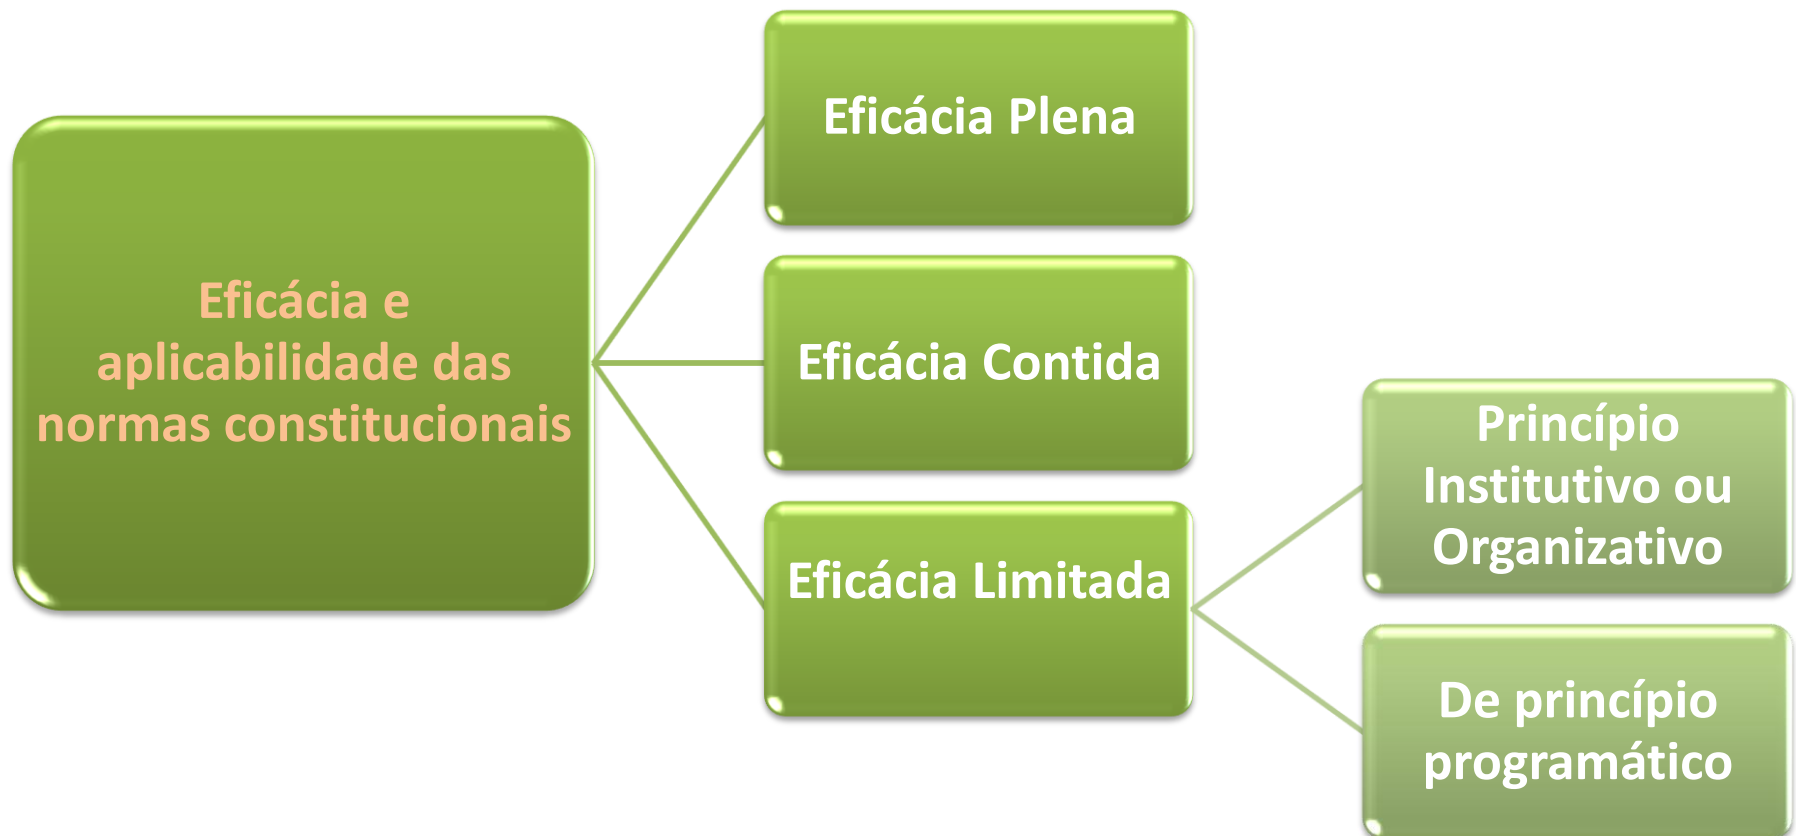 Eficácia e
aplicabilidade das
normas constitucionais
Eficácia Plena
Eficácia Contida
Eficácia Limitada
Princípio
Institutivo ou
Organizativo
De princípio
programático